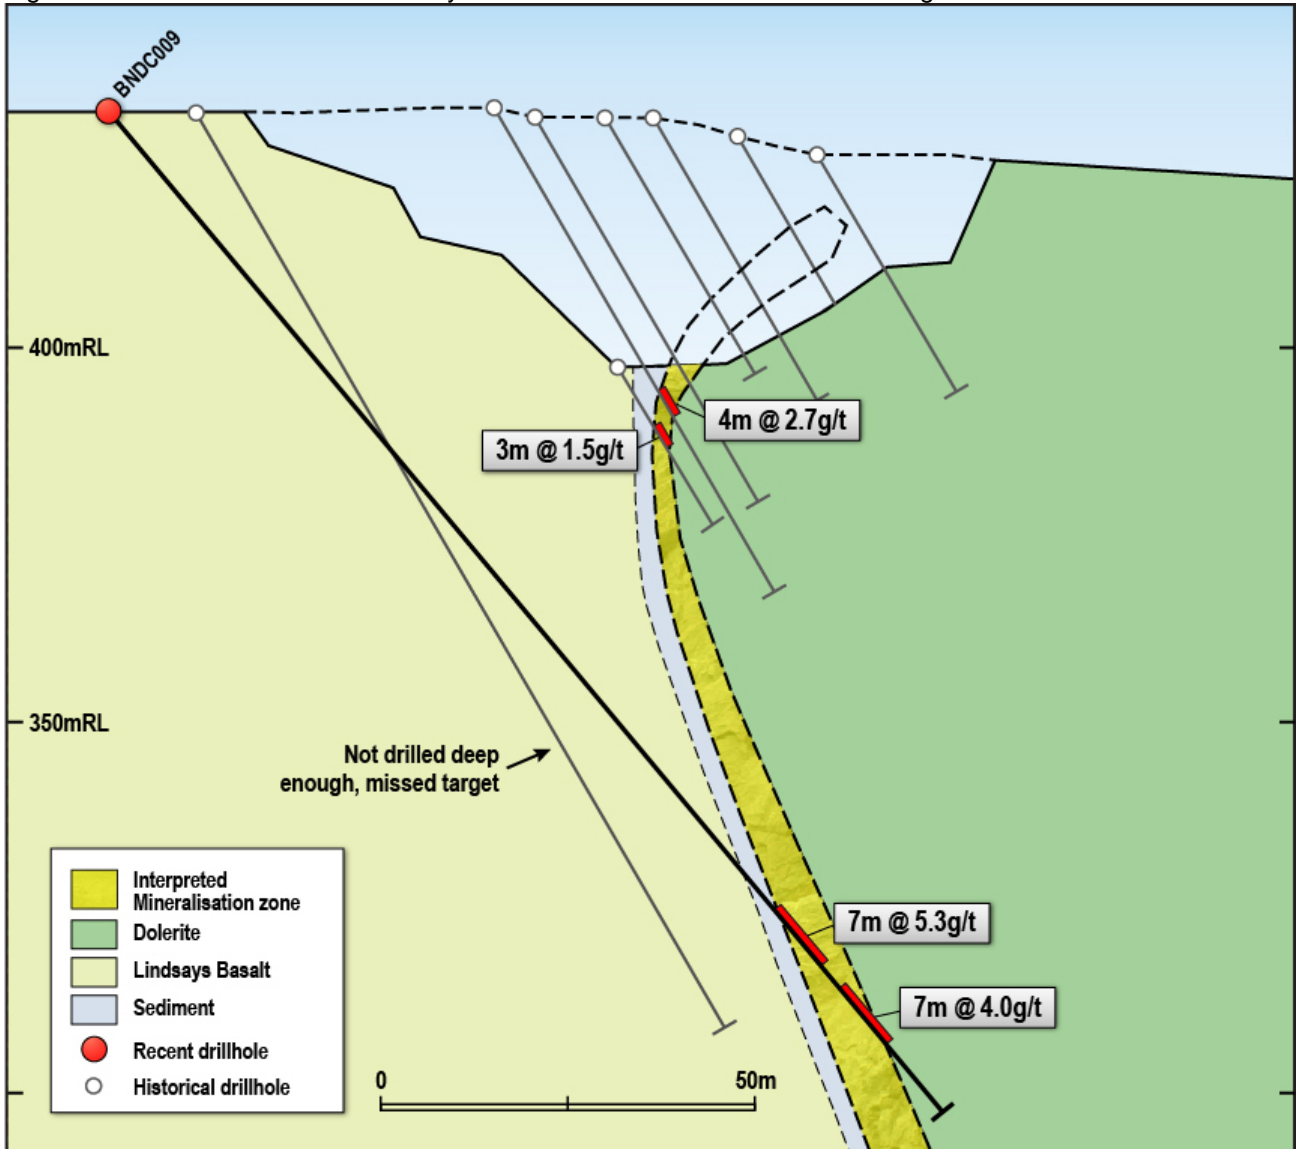 BNDC009
400mRL
4m @ 2.7g/t
3m @ 1.5g/t
350mRL
Not drilled deep
enough, missed target
7m @ 5.3g/t
7m @ 4.0g/t
Interpreted
Mineralisation zone
Dolerite
Lindsays Basalt
Sediment
Recent drillhole
Historical drillhole
0 50m